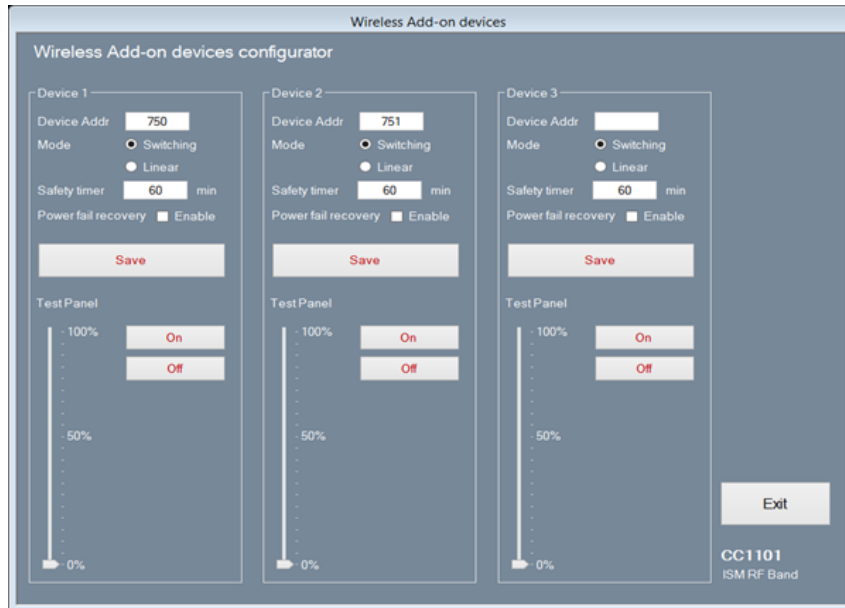 Wireless Add-on devices
Wireless Add-on devices configurator
Device 1
Device Addr 750
Mode Switching
Linear
Safety timer 60 min
Power fail recovery Enable
Save
Test Panel
100%
On
Off
50%
0%
Device 2
Device Addr 751
Mode Switching
Linear
Safety timer 60 min
Power fail recovery Enable
Save
Test Panel
100%
On
Off
50%
0%
Device 3
Device Addr
Mode Switching
Linear
Safety timer 60 min
Power fail recovery Enable
Save
Test Panel
100%
On
Off
50%
0%
Exit
CC1101
ISM RF Band